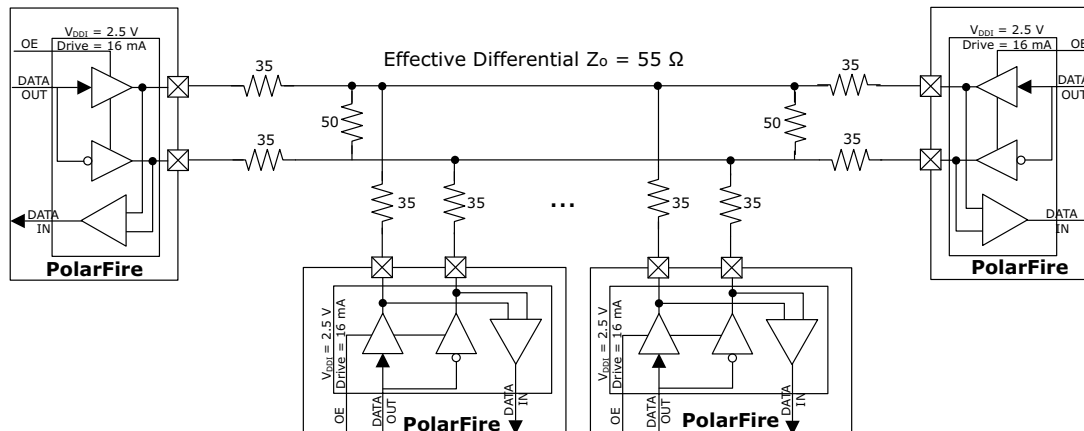 V_DDI = 2.5 V
Drive = 16 mA
OE
DATA
OUT
DATA
IN
PolarFire
Effective Differential Zo = 55 Ω
35
35
50
50
35
35
V_DDI = 2.5 V
Drive = 16 mA
OE
DATA
OUT
DATA
IN
PolarFire
35
35
...
35
35
V_DDI = 2.5 V
Drive = 16 mA
OE
DATA
OUT
DATA
IN
PolarFire
V_DDI = 2.5 V
Drive = 16 mA
OE
DATA
OUT
DATA
IN
PolarFire